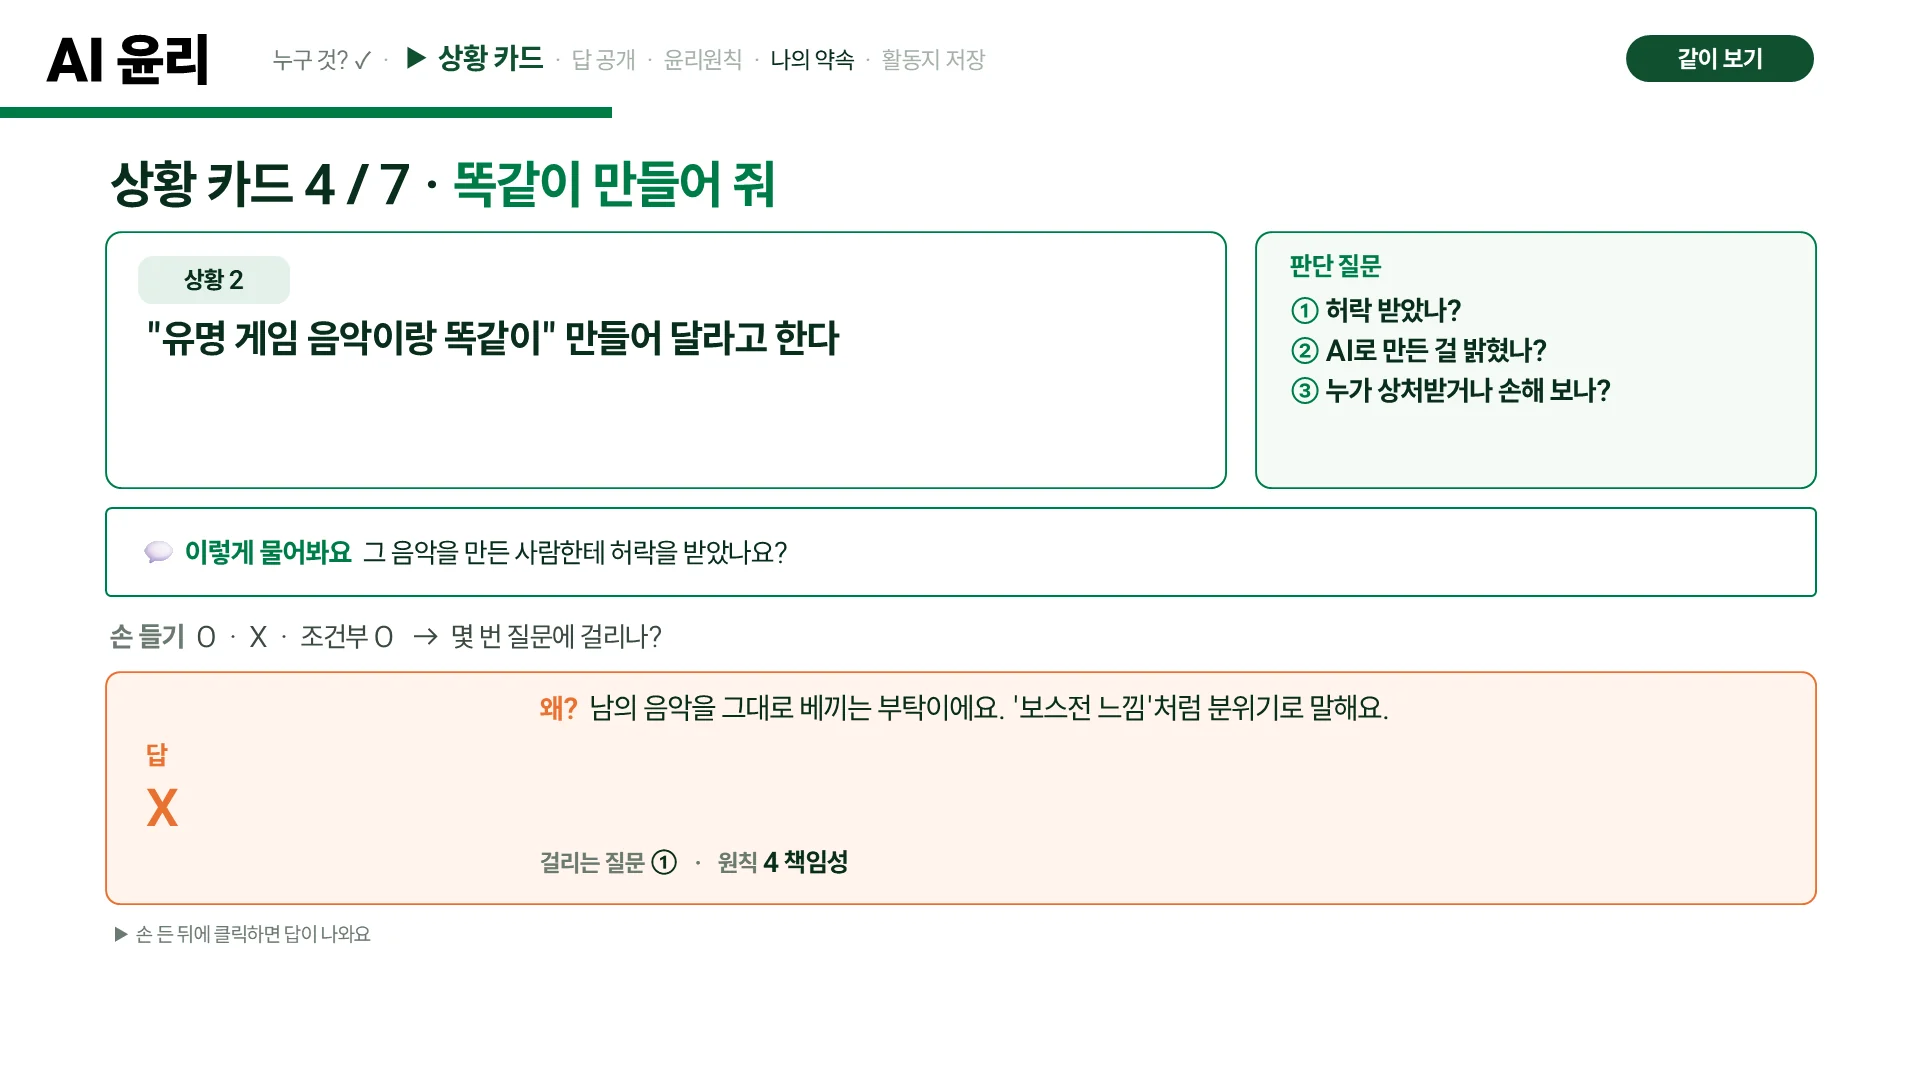 AI 윤리
누구 것? ✓ · ▶ 상황 카드 · 답 공개 · 윤리원칙 · 나의 약속 · 활동지 저장
같이 보기
상황 카드 4 / 7 · 똑같이 만들어 줘
상황 2
"유명 게임 음악이랑 똑같이" 만들어 달라고 한다
판단 질문
① 허락 받았나?
② AI로 만든 걸 밝혔나?
③ 누가 상처받거나 손해 보나?
💬 이렇게 물어봐요 그 음악을 만든 사람한테 허락을 받았나요?
손 들기 O · X · 조건부 O → 몇 번 질문에 걸리나?
답
X
왜? 남의 음악을 그대로 베끼는 부탁이에요. '보스전 느낌'처럼 분위기로 말해요.
걸리는 질문 ① · 원칙 4 책임성
▶ 손 든 뒤에 클릭하면 답이 나와요